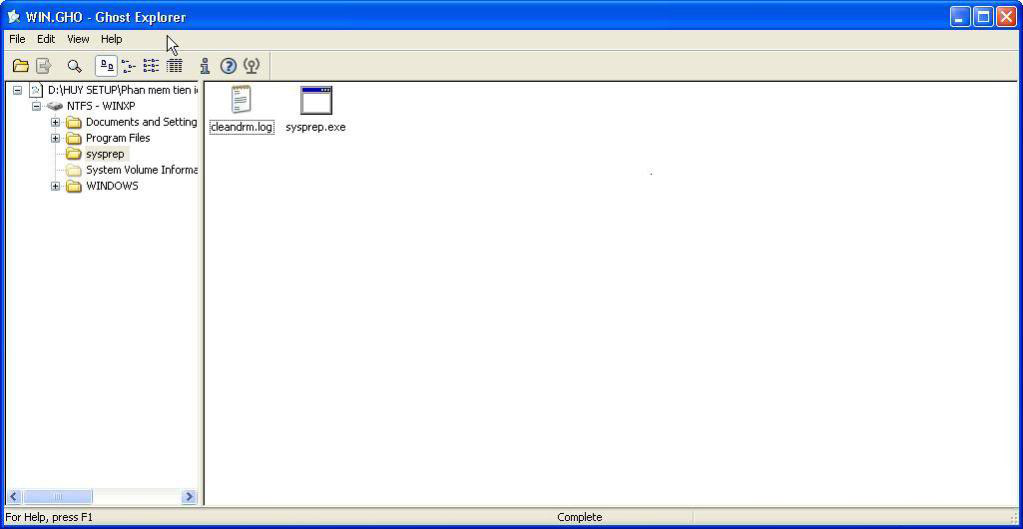 WIN.GHO - Ghost Explorer
File Edit View Help
D:\HUY SETUP\Phan mem tien i
NTFS - WINXP
Documents and Setting
Program Files
sysprep
System Volume Informa
WINDOWS
cleandrm.log sysprep.exe
For Help, press F1 Complete